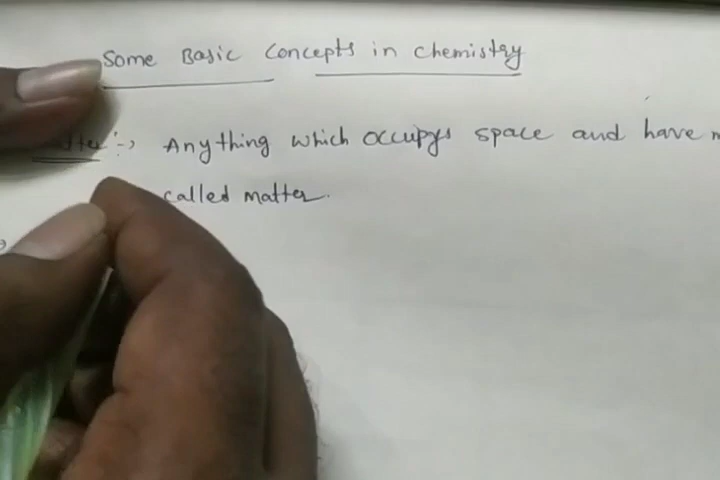 Some Basic Concepts in Chemistry
Anything which occupys space and have
called matter.